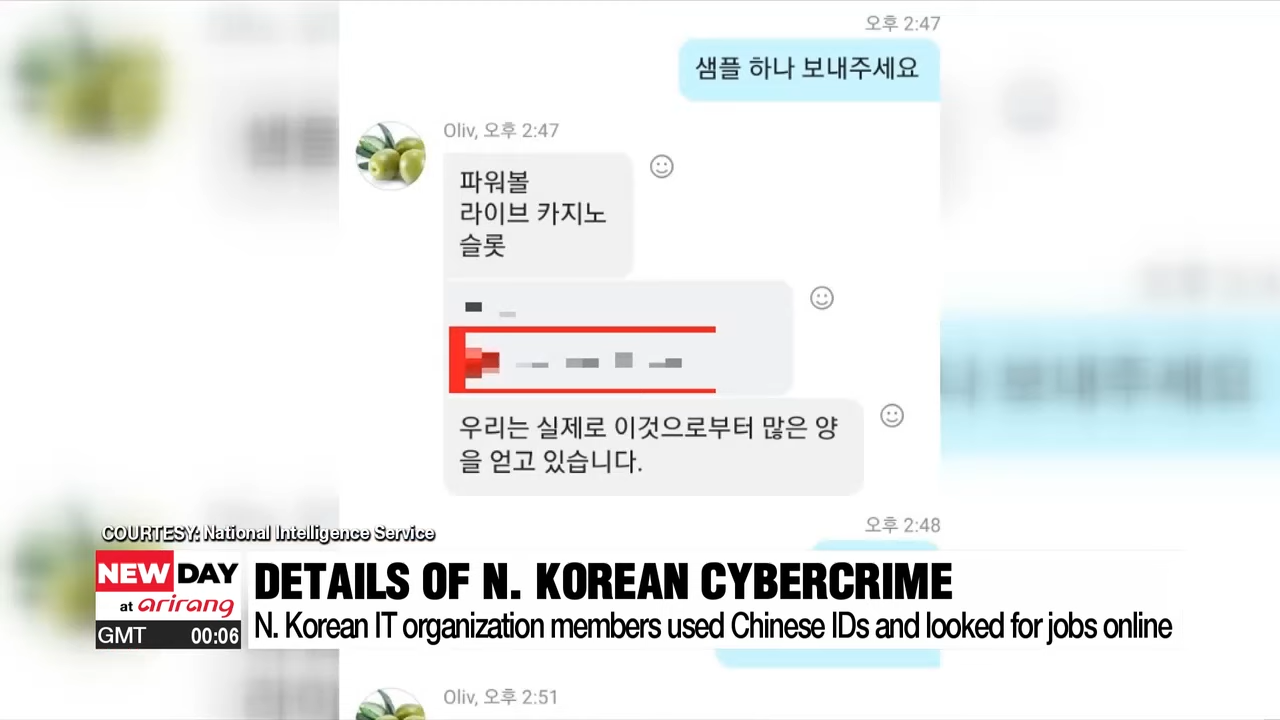 오후 2:47
샘플 하나 보내주세요
Oliv, 오후 2:47
파워볼
라이브 카지노
슬롯
우리는 실제로 이것으로부터 많은 양
을 얻고 있습니다.
오후 2:48
COURTESY: National Intelligence Service
NEW DAY
at arirang
GMT 00:06
DETAILS OF N. KOREAN CYBERCRIME
N. Korean IT organization members used Chinese IDs and looked for jobs online
Oliv, 오후 2:51